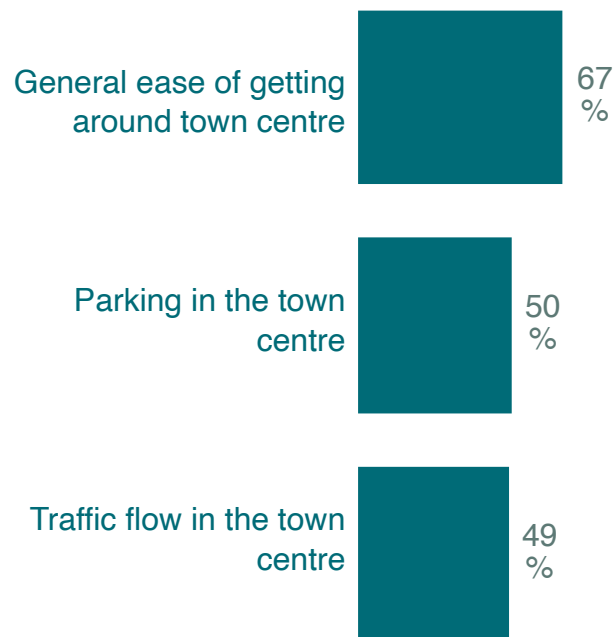 General ease of getting
around town centre
67
%
Parking in the town
centre
50
%
Traffic flow in the town
centre
49
%